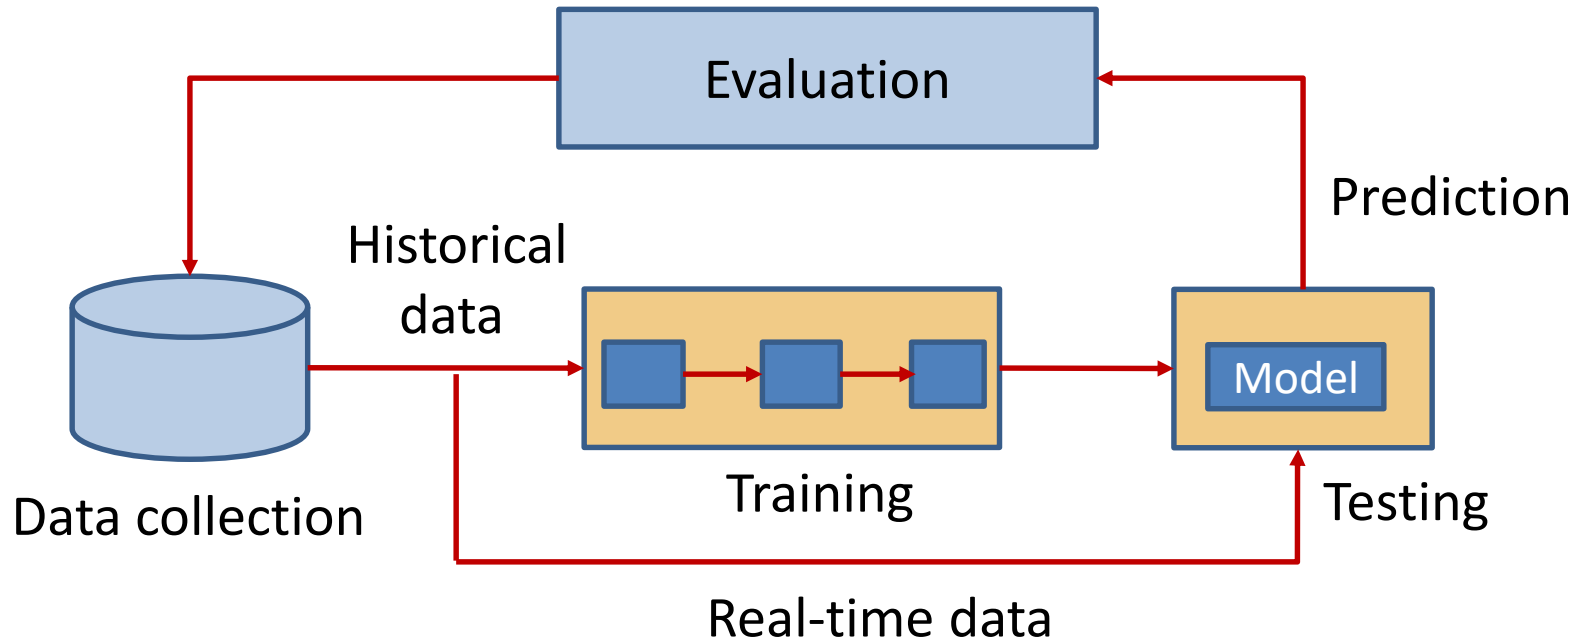 Evaluation
Prediction
Historical
data
Model
Data collection
Training
Testing
Real-time data